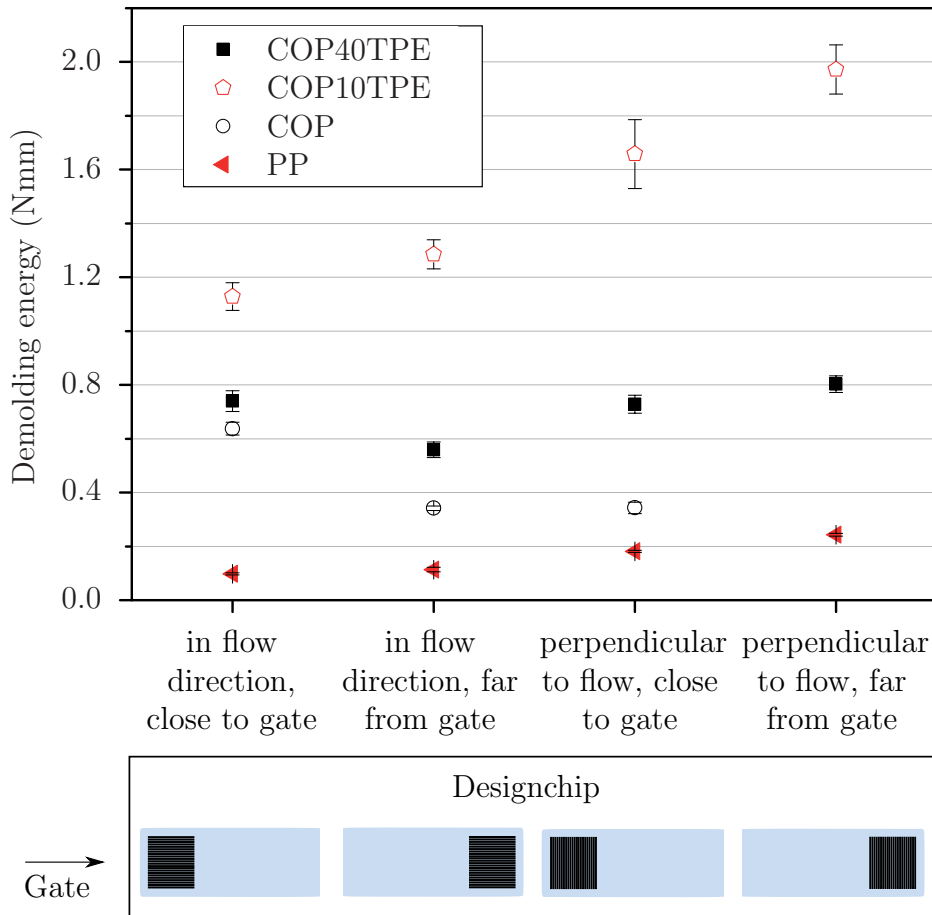 COP40TPE
COP10TPE
COP
PP
Demolding energy (Nmm)
2.0
1.6
1.2
0.8
0.4
0.0
in flow
direction,
close to gate
in flow
direction, far
from gate
perpendicular
to flow, close
to gate
perpendicular
to flow, far
from gate
Designchip
Gate